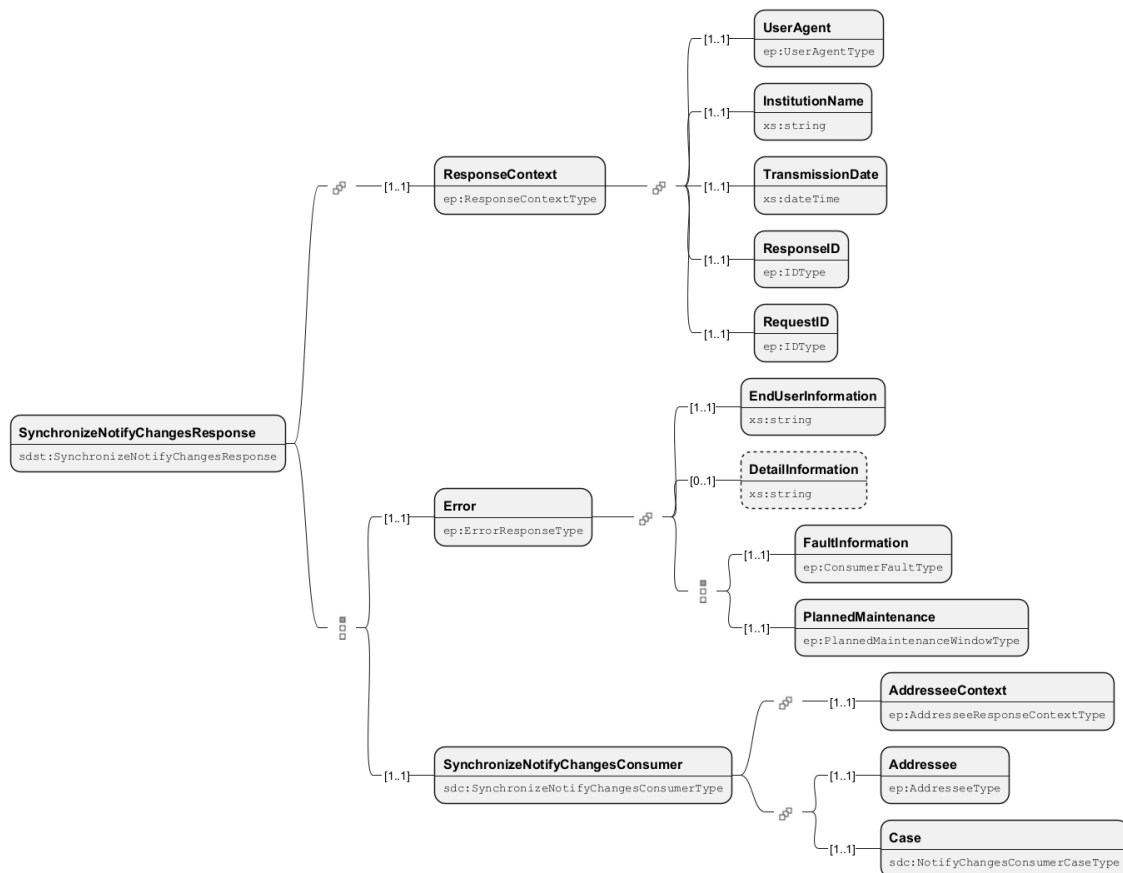 UserAgent
[1..1]
ep:UserAgentType
InstitutionName
[1..1]
xs:string
ResponseContext
TransmissionDate
[1..1]
[1..1]
ep:ResponseContextType
xs:dateTime
ResponseID
[1..1]
ep:IDType
RequestID
[1..1]
ep:IDType
EndUserInformation
[1..1]
xs:string
SynchronizeNotifyChangesResponse
sdst:SynchronizeNotifyChangesResponse
DetailInformation
[0..1]
xs:string
Error
[1..1]
ep:ErrorResponseType
FaultInformation
[1..1]
ep:ConsumerFaultType
PlannedMaintenance
[1..1]
ep:PlannedMaintenanceWindowType
AddresseeContext
[1..1]
ep:AddresseeResponseContextType
SynchronizeNotifyChangesConsumer
[1..1]
sdc:SynchronizeNotifyChangesConsumerType
Addressee
[1..1]
ep:AddresseeType
Case
[1..1]
sdc:NotifyChangesConsumerCaseType